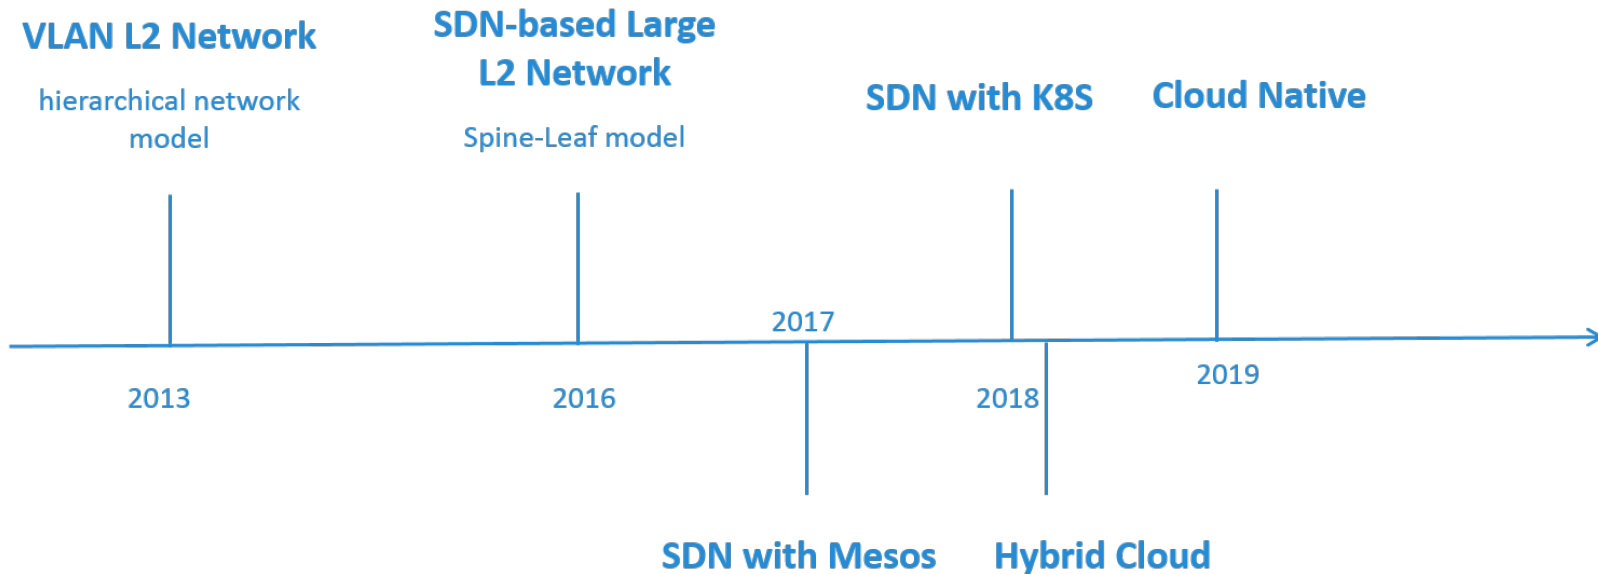 VLAN L2 Network
hierarchical network
model
SDN-based Large
L2 Network
Spine-Leaf model
SDN with K8S
Cloud Native
2013
2016
2017
2018
2019
SDN with Mesos
Hybrid Cloud